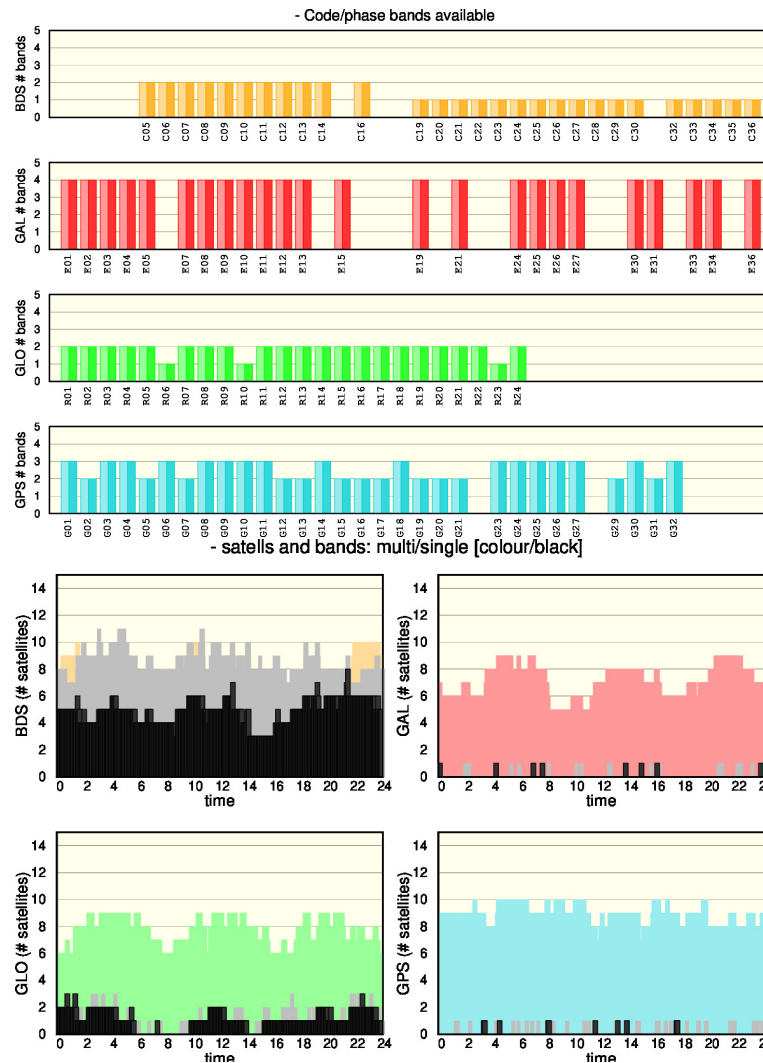 - Code/phase bands available
BDS # bands
5
4
3
2
1
0
C05 C06 C07 C08 C09 C10 C11 C12 C13 C14 C16 C19 C20 C21 C22 C23 C24 C25 C26 C27 C28 C29 C30 C32 C33 C34 C35 C36
GAL # bands
5
4
3
2
1
0
E01 E02 E03 E04 E05 E07 E08 E09 E10 E11 E12 E13 E15 E19 E21 E24 E25 E26 E27 E30 E31 E33 E34 E36
GLO # bands
5
4
3
2
1
0
R01 R02 R03 R04 R05 R06 R07 R08 R09 R10 R11 R12 R13 R14 R15 R16 R17 R18 R19 R20 R21 R22 R23 R24
GPS # bands
5
4
3
2
1
0
G01 G02 G03 G04 G05 G06 G07 G08 G09 G10 G11 G12 G13 G14 G15 G16 G17 G18 G19 G20 G21 G23 G24 G25 G26 G27 G29 G30 G31 G32
- satells and bands: multi/single [colour/black]
BDS (# satellites)
14
12
10
8
6
4
2
0
0 2 4 6 8 10 12 14 16 18 20 22 24
time
GAL (# satellites)
14
12
10
8
6
4
2
0
0 2 4 6 8 10 12 14 16 18 20 22 24
time
GLO (# satellites)
14
12
10
8
6
4
2
0
0 2 4 6 8 10 12 14 16 18 20 22 24
time
GPS (# satellites)
14
12
10
8
6
4
2
0
0 2 4 6 8 10 12 14 16 18 20 22 24
time